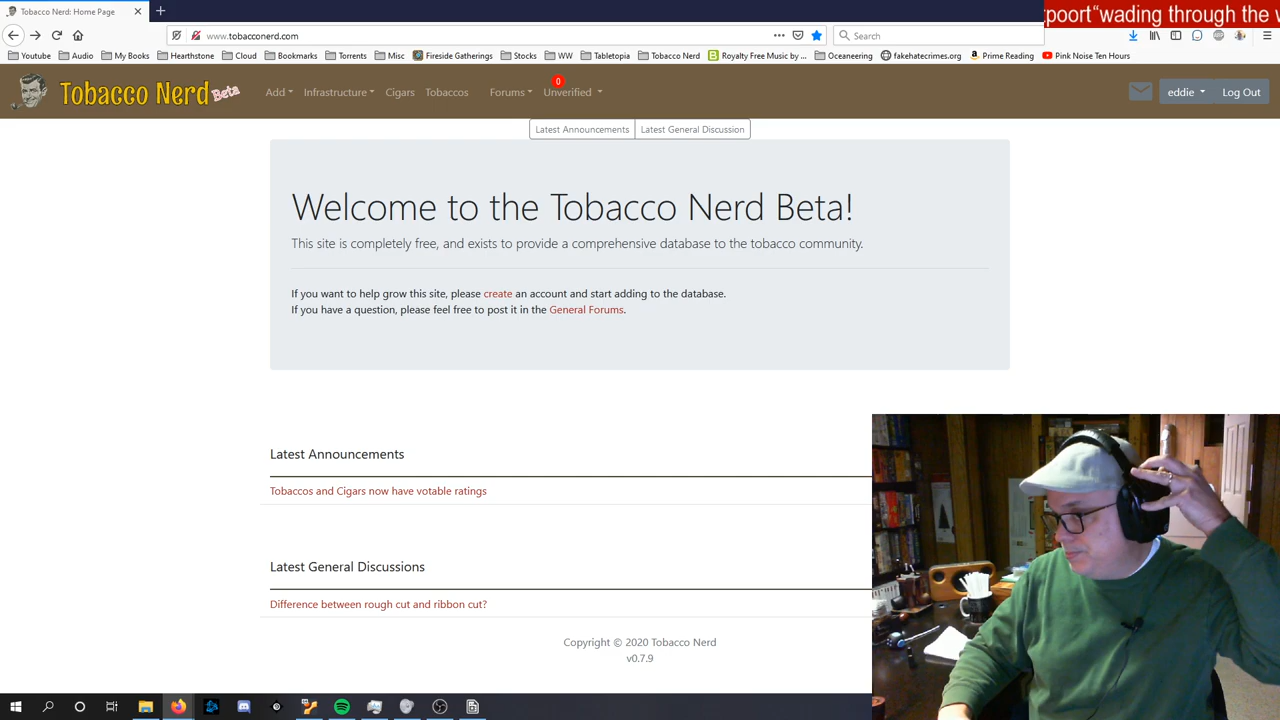 Tobacco Nerd: Home Page
poort“wading through the
www.tobacconerd.com
Search
Youtube Audio My Books Hearthstone Cloud Bookmarks Torrents Misc Fireside Gatherings Stocks WW Tabletopia Tobacco Nerd Royalty Free Music by ... Oceaneering fakehatecrimes.org Prime Reading Pink Noise Ten Hours
Tobacco Nerd Beta
Add Infrastructure Cigars Tobaccos Forums Unverified 0 eddie Log Out
Latest Announcements Latest General Discussion
Welcome to the Tobacco Nerd Beta!
This site is completely free, and exists to provide a comprehensive database to the tobacco community.
If you want to help grow this site, please create an account and start adding to the database.
If you have a question, please feel free to post it in the General Forums.
Latest Announcements
Tobaccos and Cigars now have votable ratings
Latest General Discussions
Difference between rough cut and ribbon cut?
Copyright © 2020 Tobacco Nerd
v0.7.9